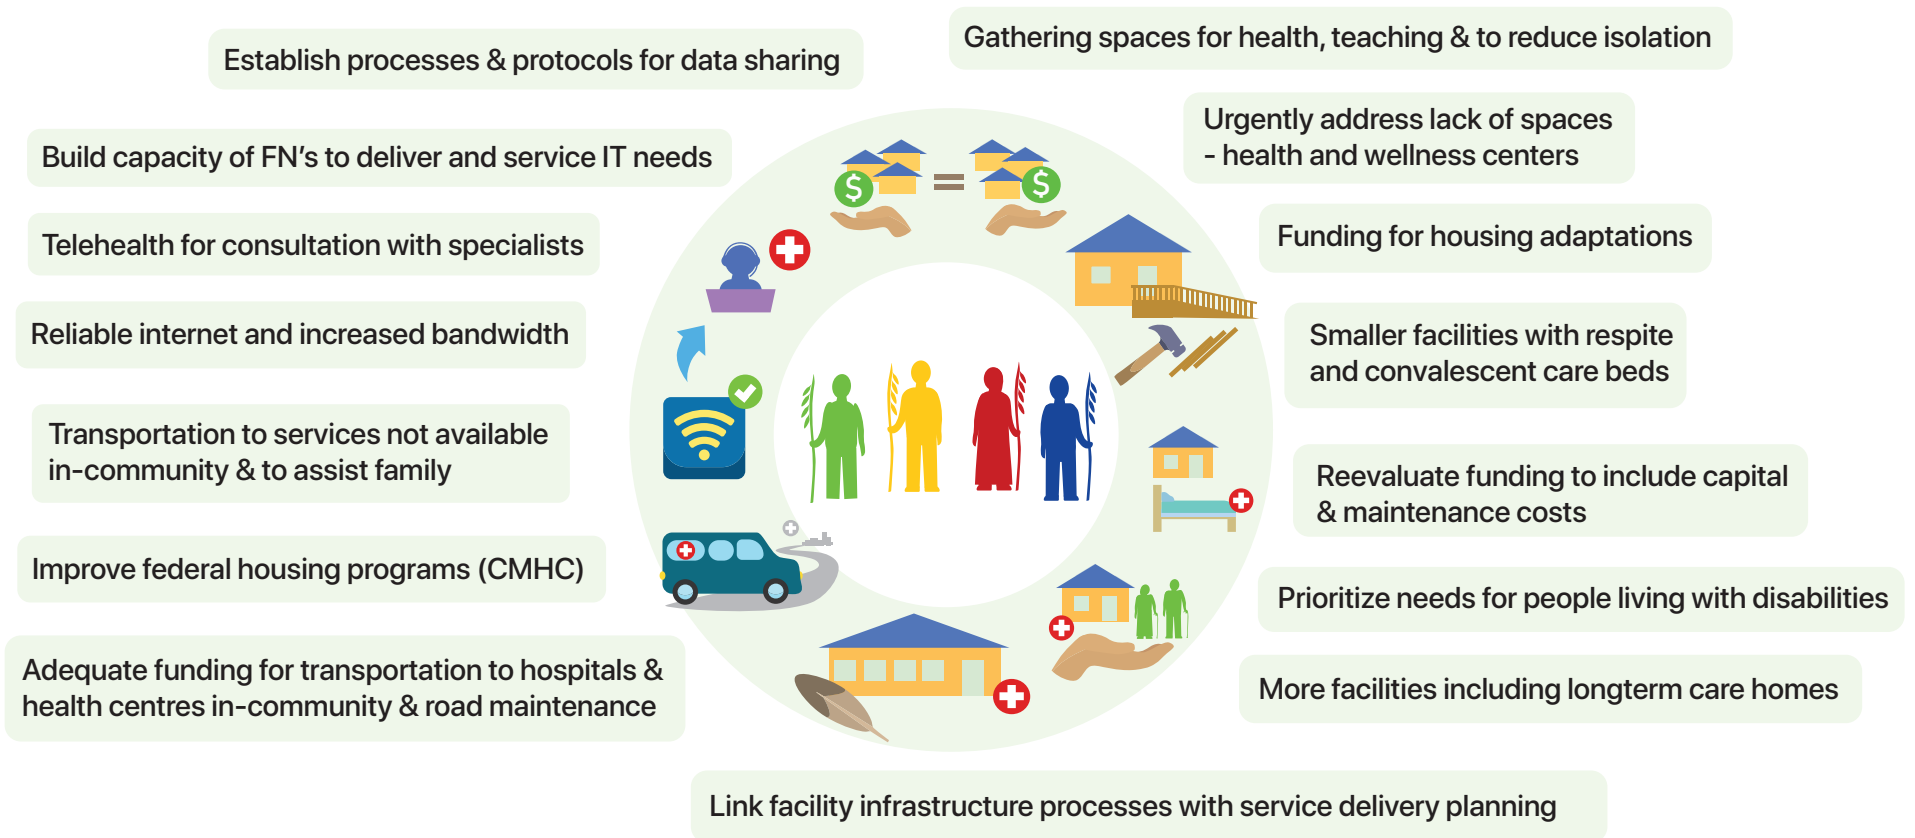 Establish processes & protocols for data sharing
Build capacity of FN's to deliver and service IT needs
Telehealth for consultation with specialists
Reliable internet and increased bandwidth
Transportation to services not available
in-community & to assist family
Improve federal housing programs (CMHC)
Adequate funding for transportation to hospitals &
health centres in-community & road maintenance
Gathering spaces for health, teaching & to reduce isolation
Urgently address lack of spaces
- health and wellness centers
Funding for housing adaptations
Smaller facilities with respite
and convalescent care beds
Reevaluate funding to include capital
& maintenance costs
Prioritize needs for people living with disabilities
More facilities including longterm care homes
Link facility infrastructure processes with service delivery planning
$ = $